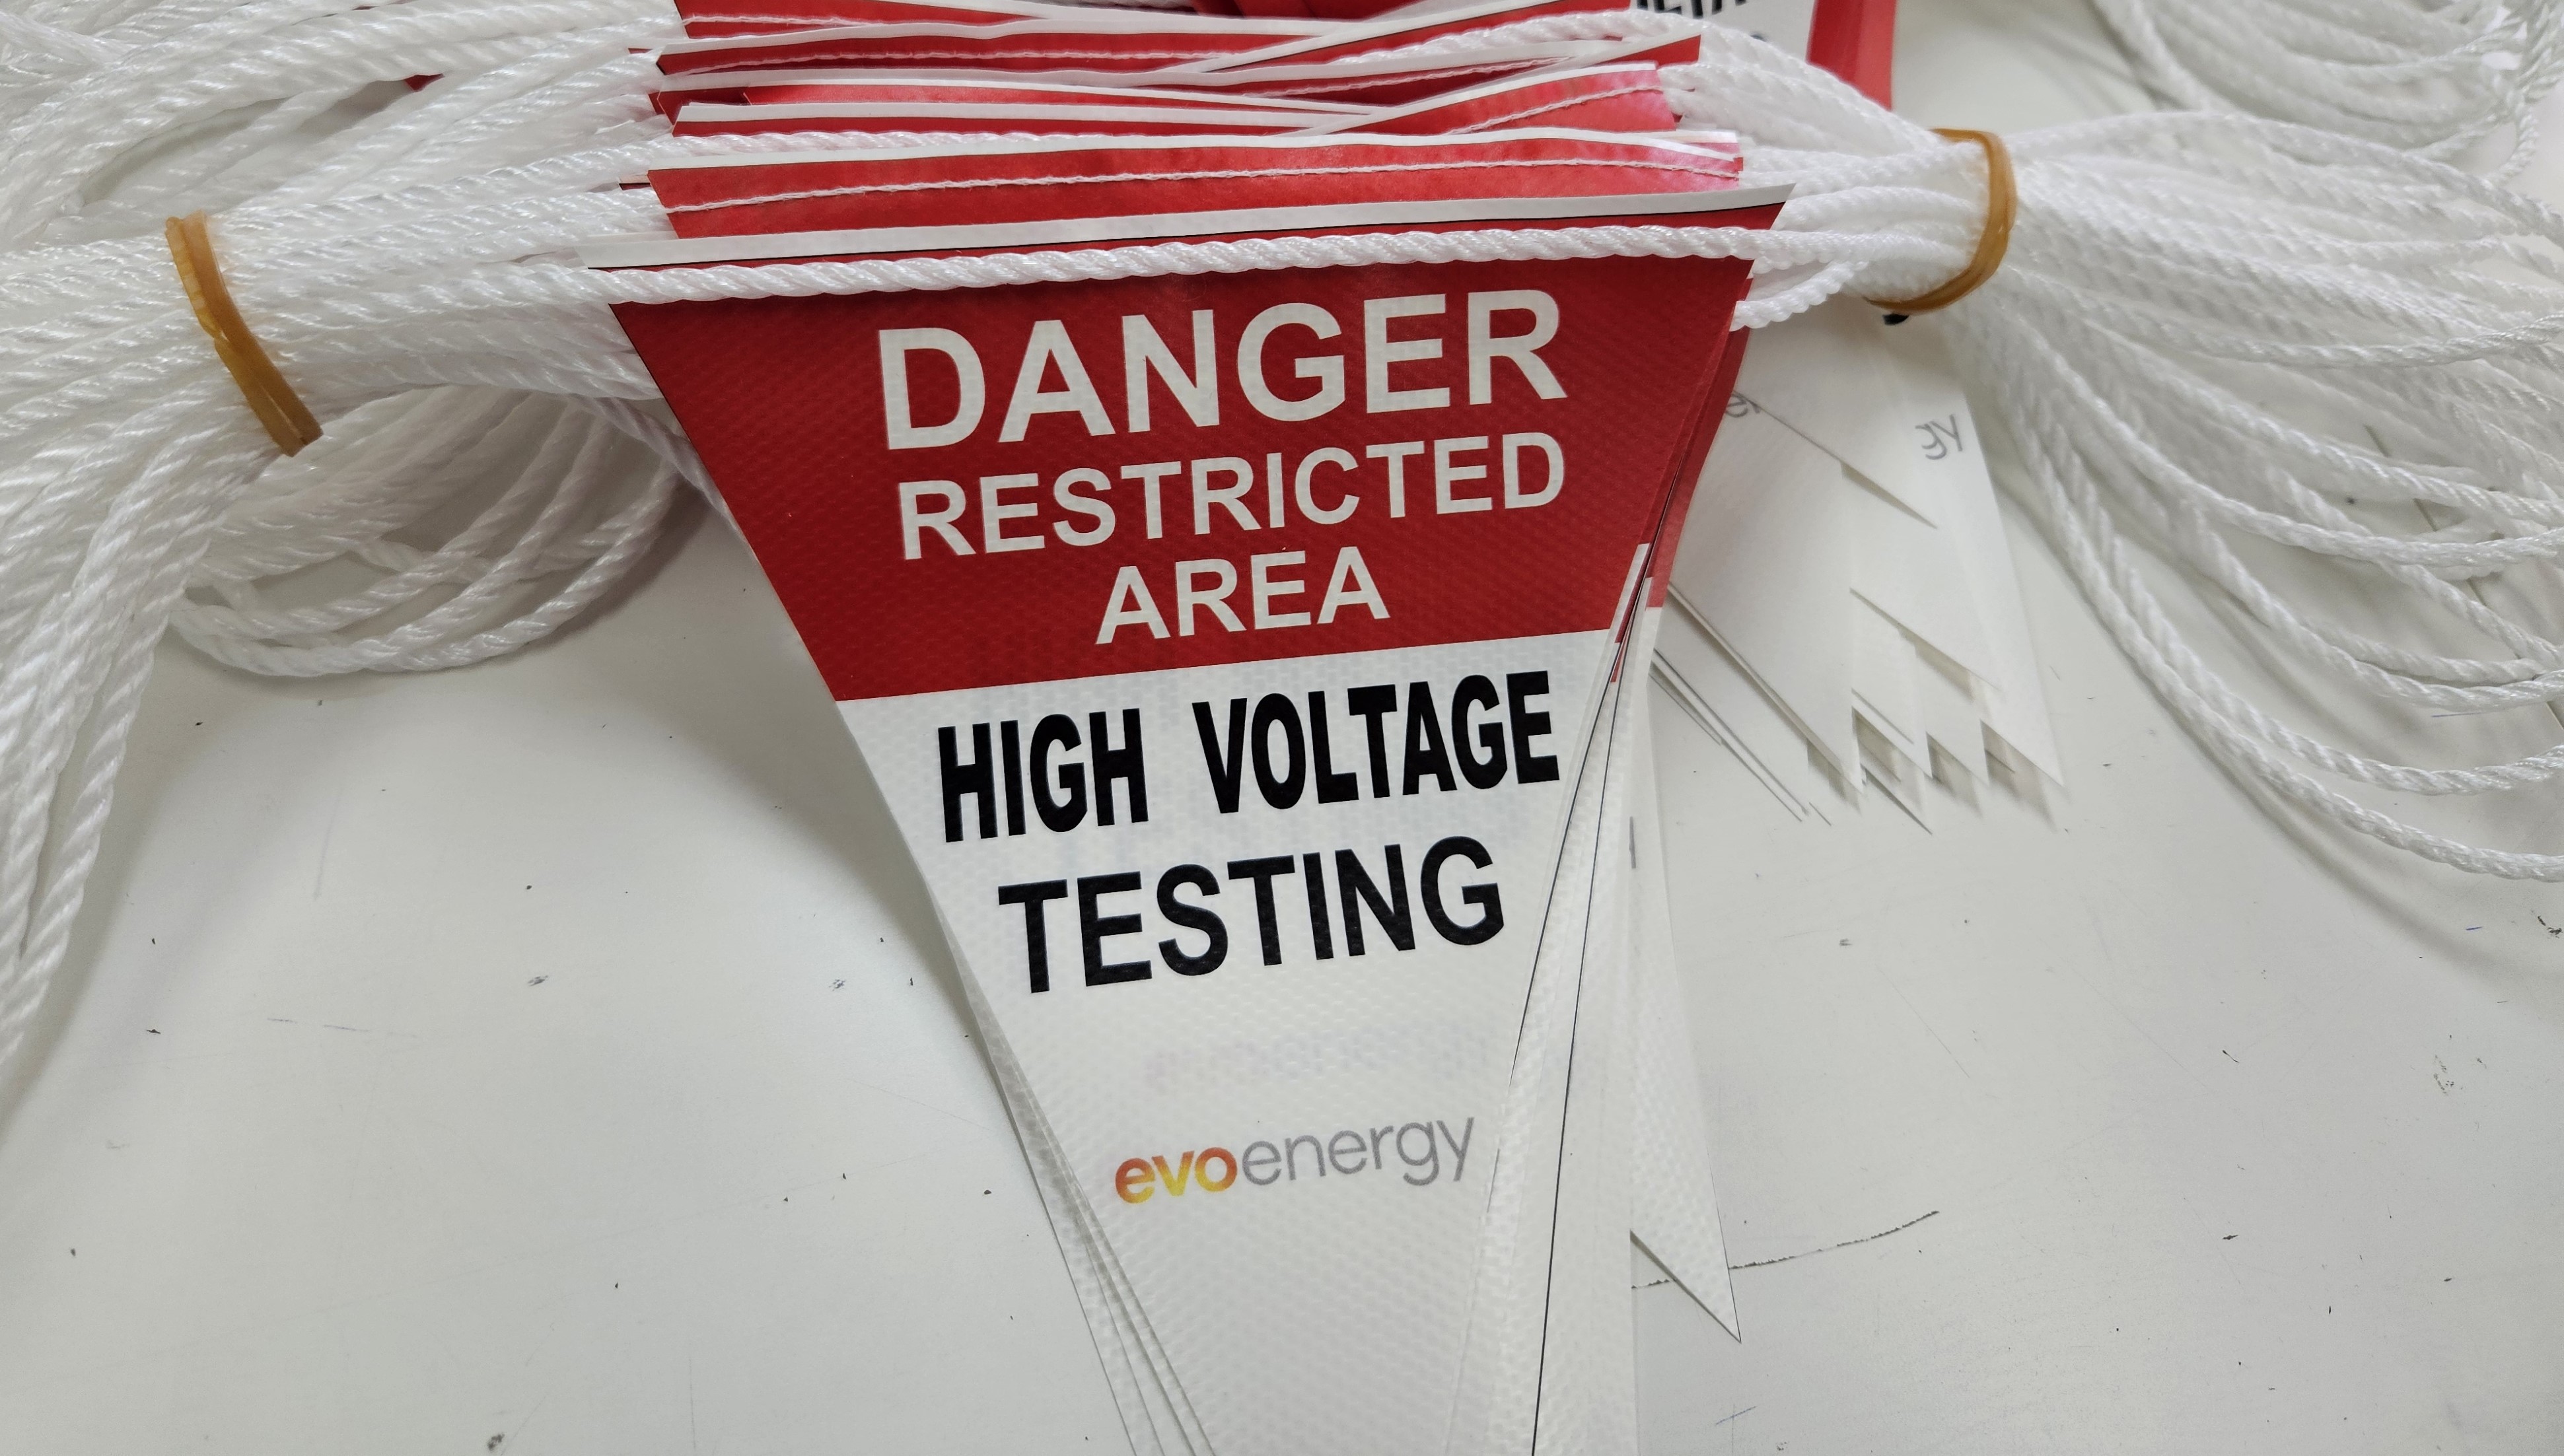 DANGER
RESTRICTED
AREA
HIGH VOLTAGE
TESTING
evoenergy